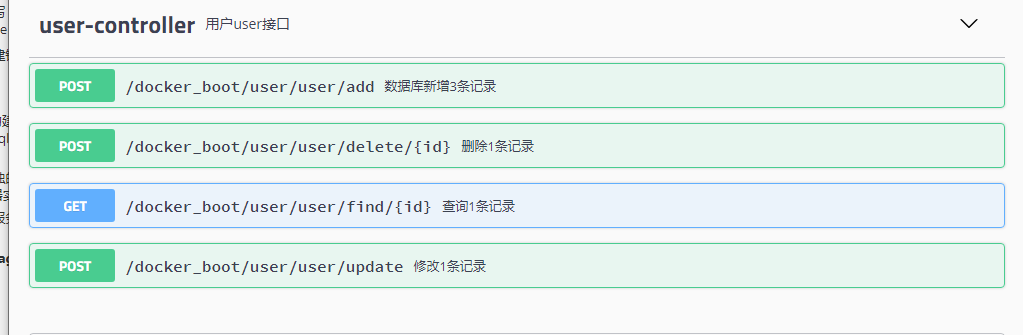 user-controller 用户user接口
POST /docker_boot/user/user/add 数据库新增3条记录
POST /docker_boot/user/user/delete/{id} 删除1条记录
GET /docker_boot/user/user/find/{id} 查询1条记录
POST /docker_boot/user/user/update 修改1条记录